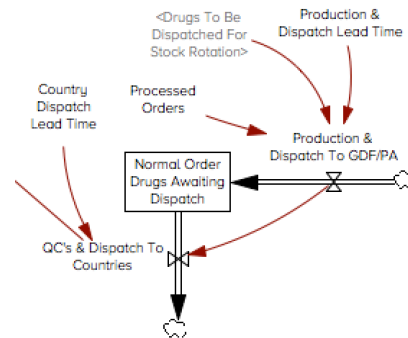 <Drugs To Be
Dispatched For
Stock Rotation>
Production &
Dispatch Lead Time
Country
Dispatch
Lead Time
Processed
Orders
Production &
Dispatch To GDF/PA
Normal Order
Drugs Awaiting
Dispatch
QC's & Dispatch To
Countries